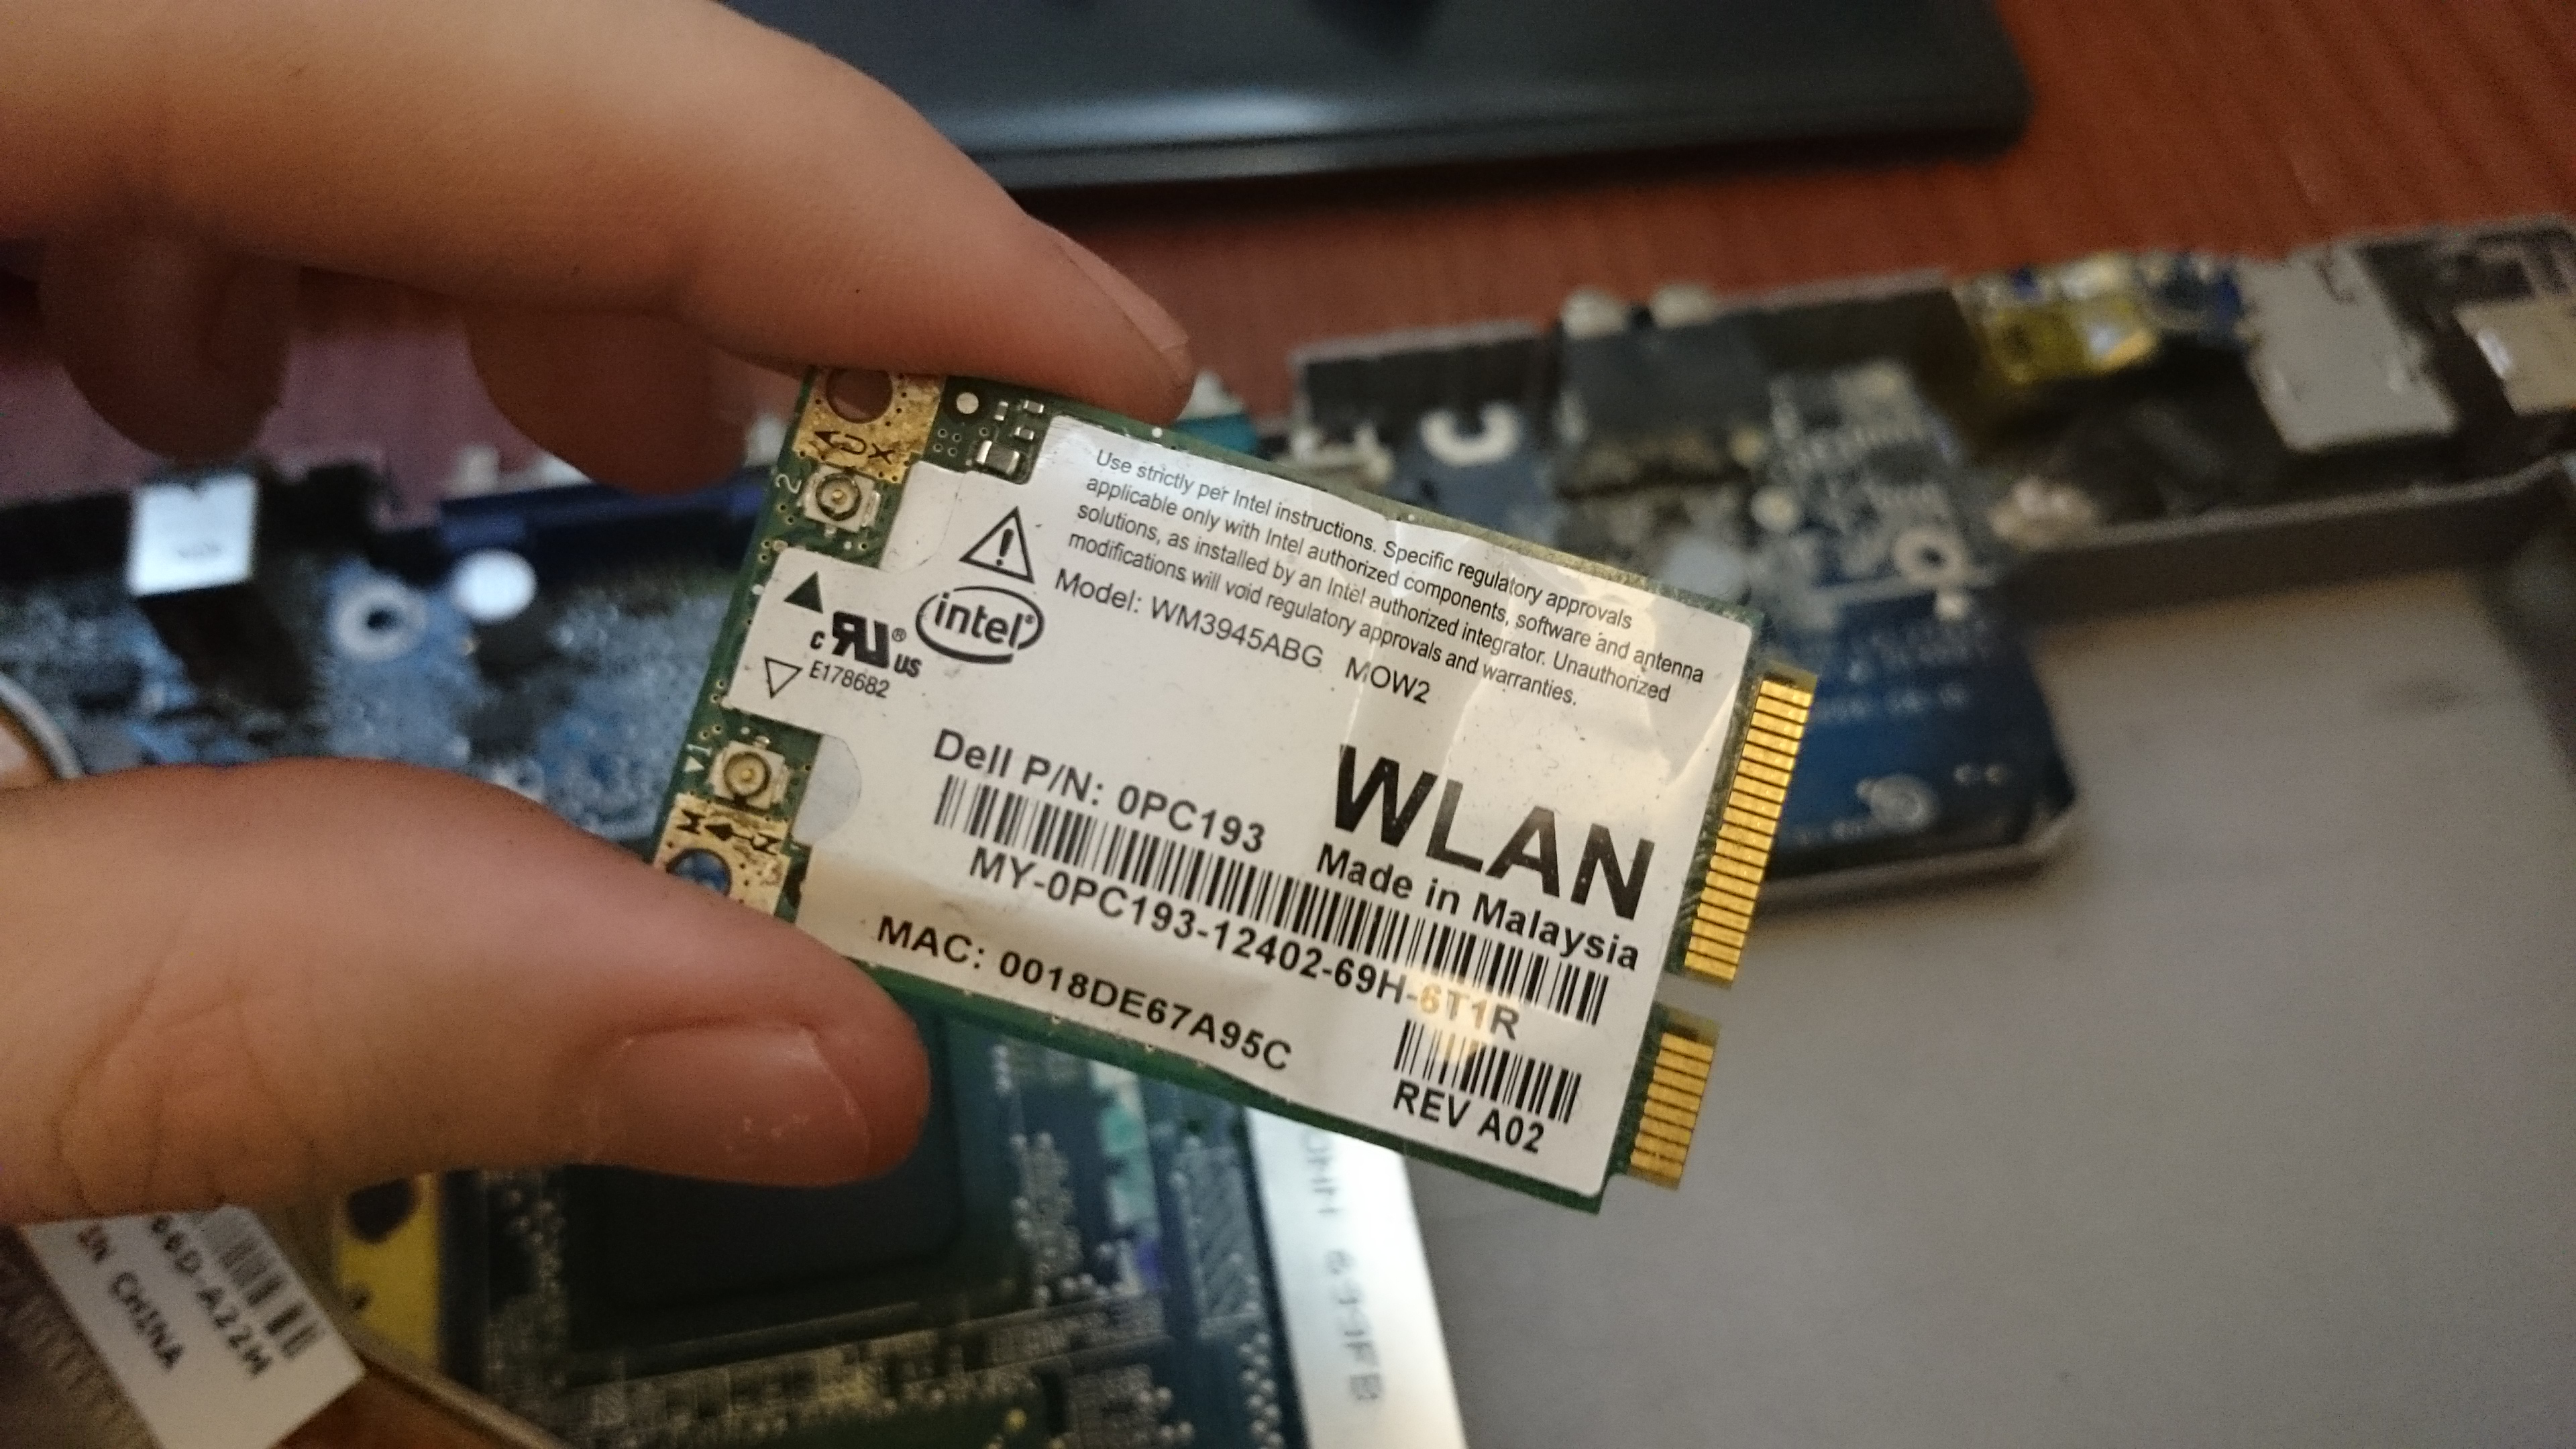 AUX
2
Use strictly per Intel instructions. Specific regulatory approvals
applicable only with Intel authorized components, software and antenna
solutions, as installed by an Intel authorized integrator. Unauthorized
modifications will void regulatory approvals and warranties.
Model: WM3945ABG MOW2
intel®
c RU® US
E178682
1
Dell P/N: 0PC193
WLAN
Made in Malaysia
MY-0PC193-12402-69H-6T1R
MAC: 0018DE67A95C
REV A02
C
IN CHINA